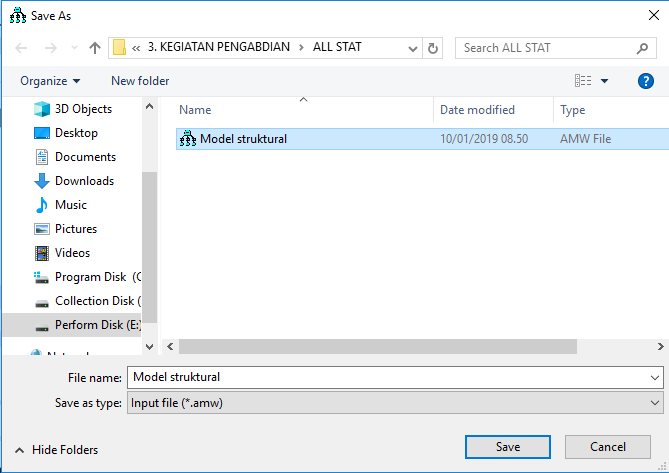 Save As
« 3. KEGIATAN PENGABDIAN > ALL STAT
Search ALL STAT
Organize
New folder
Name
Date modified
Type
3D Objects
Desktop
Documents
Downloads
Music
Pictures
Videos
Program Disk (C
Collection Disk (
Perform Disk (E:)
Model struktural
10/01/2019 08.50
AMW File
File name:
Model struktural
Save as type:
Input file (*.amw)
Hide Folders
Save
Cancel